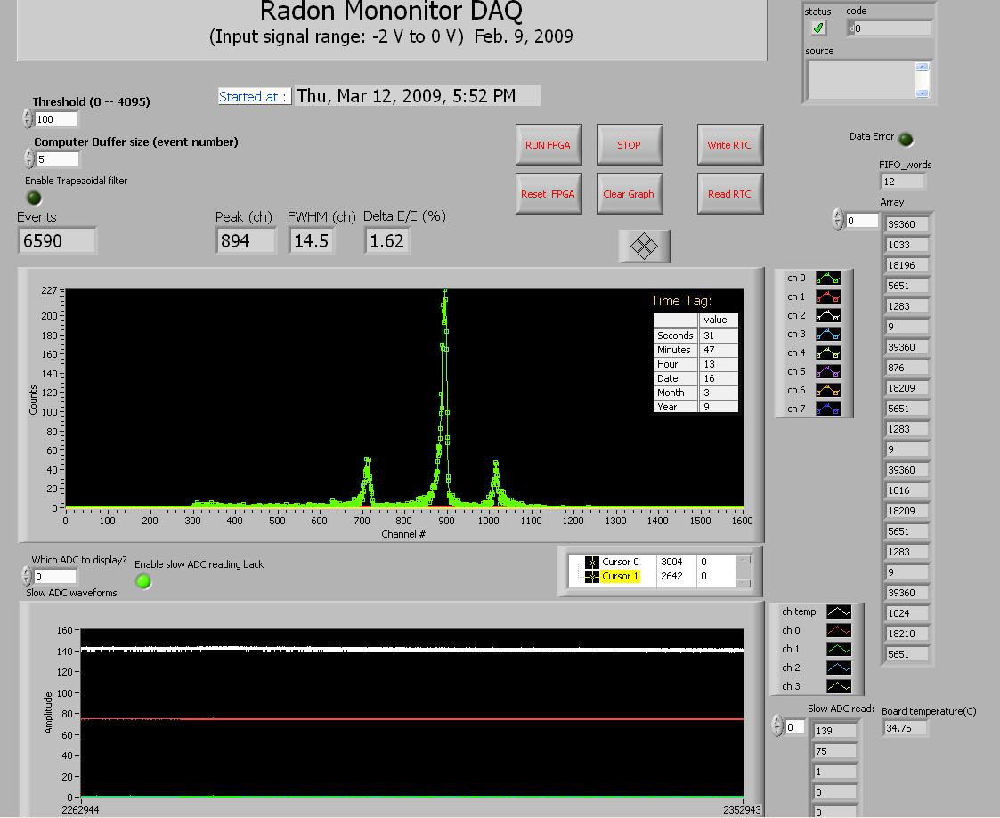 Radon Mononitor DAQ
(Input signal range: -2 V to 0 V)  Feb. 9, 2009
status
code
0
source
Threshold (0 -- 4095)
100
Started at :
Thu, Mar 12, 2009, 5:52 PM
Computer Buffer size (event number)
5
Enable Trapezoidal filter
RUN FPGA
STOP
Write RTC
Reset FPGA
Clear Graph
Read RTC
Data Error
FIFO_words
12
Array
0
39360
1033
18196
5651
1283
9
39360
876
18209
5651
1283
9
39360
1016
18209
5651
1283
9
39360
1024
18210
5651
Events
6590
Peak (ch)
894
FWHM (ch)
14.5
Delta E/E (%)
1.62
Counts
227
200
180
160
140
120
100
80
60
40
20
0
0 100 200 300 400 500 600 700 800 900 1000 1100 1200 1300 1400 1500 1600
Channel #
Time Tag:
value
Seconds 31
Minutes 47
Hour 13
Date 16
Month 3
Year 9
ch 0
ch 1
ch 2
ch 3
ch 4
ch 5
ch 6
ch 7
Which ADC to display?
0
Enable slow ADC reading back
Slow ADC waveforms
Cursor 0 3004 0
Cursor 1 2642 0
Amplitude
160
140
120
100
80
60
40
20
0
2262944 2352943
ch temp
ch 0
ch 1
ch 2
ch 3
Slow ADC read:
0
139
75
1
0
0
Board temperature(C)
34.75